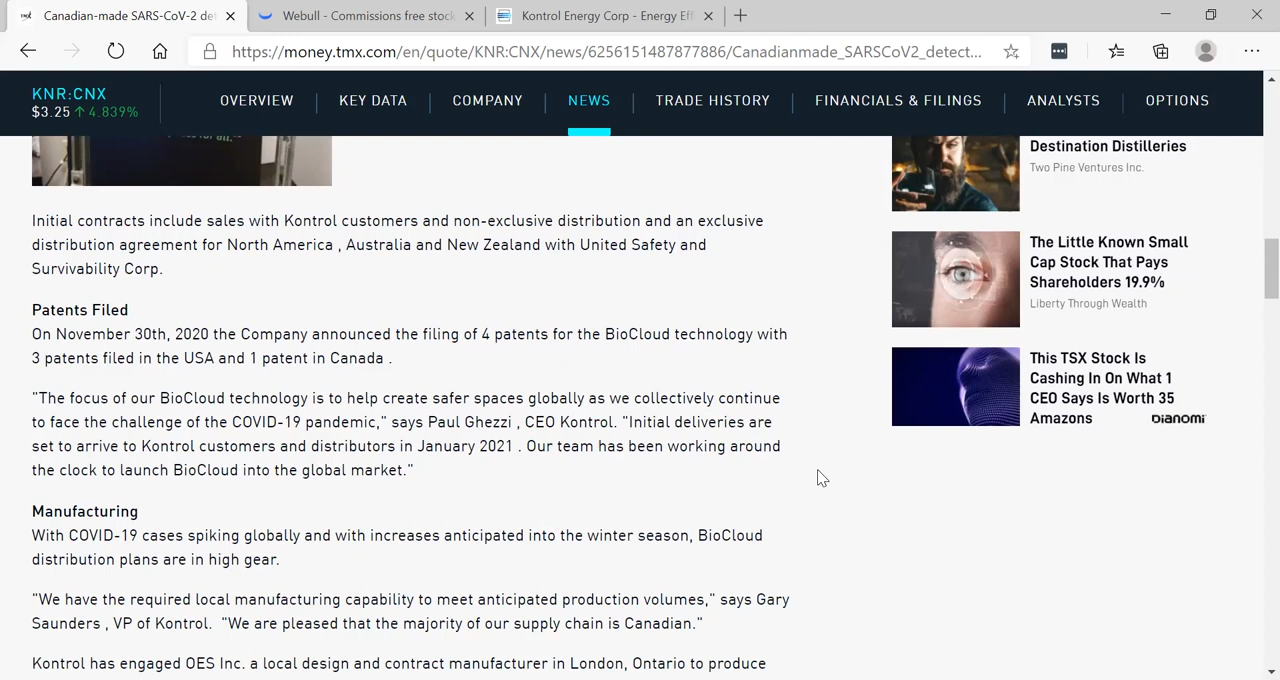 Canadian-made SARS-CoV-2 det
Webull - Commissions free stock
Kontrol Energy Corp - Energy Eff
https://money.tmx.com/en/quote/KNR:CNX/news/6256151487877886/Canadianmade_SARSCoV2_detect...
KNR:CNX
$3.25 ↑ 4.839%
OVERVIEW
KEY DATA
COMPANY
NEWS
TRADE HISTORY
FINANCIALS & FILINGS
ANALYSTS
OPTIONS
for all.
Initial contracts include sales with Kontrol customers and non-exclusive distribution and an exclusive
distribution agreement for North America , Australia and New Zealand with United Safety and
Survivability Corp.
Patents Filed
On November 30th, 2020 the Company announced the filing of 4 patents for the BioCloud technology with
3 patents filed in the USA and 1 patent in Canada .
"The focus of our BioCloud technology is to help create safer spaces globally as we collectively continue
to face the challenge of the COVID-19 pandemic," says Paul Ghezzi , CEO Kontrol. "Initial deliveries are
set to arrive to Kontrol customers and distributors in January 2021 . Our team has been working around
the clock to launch BioCloud into the global market."
Manufacturing
With COVID-19 cases spiking globally and with increases anticipated into the winter season, BioCloud
distribution plans are in high gear.
"We have the required local manufacturing capability to meet anticipated production volumes," says Gary
Saunders , VP of Kontrol. "We are pleased that the majority of our supply chain is Canadian."
Kontrol has engaged OES Inc. a local design and contract manufacturer in London, Ontario to produce
Destination Distilleries
Two Pine Ventures Inc.
The Little Known Small
Cap Stock That Pays
Shareholders 19.9%
Liberty Through Wealth
This TSX Stock Is
Cashing In On What 1
CEO Says Is Worth 35
Amazons
DIANOMI